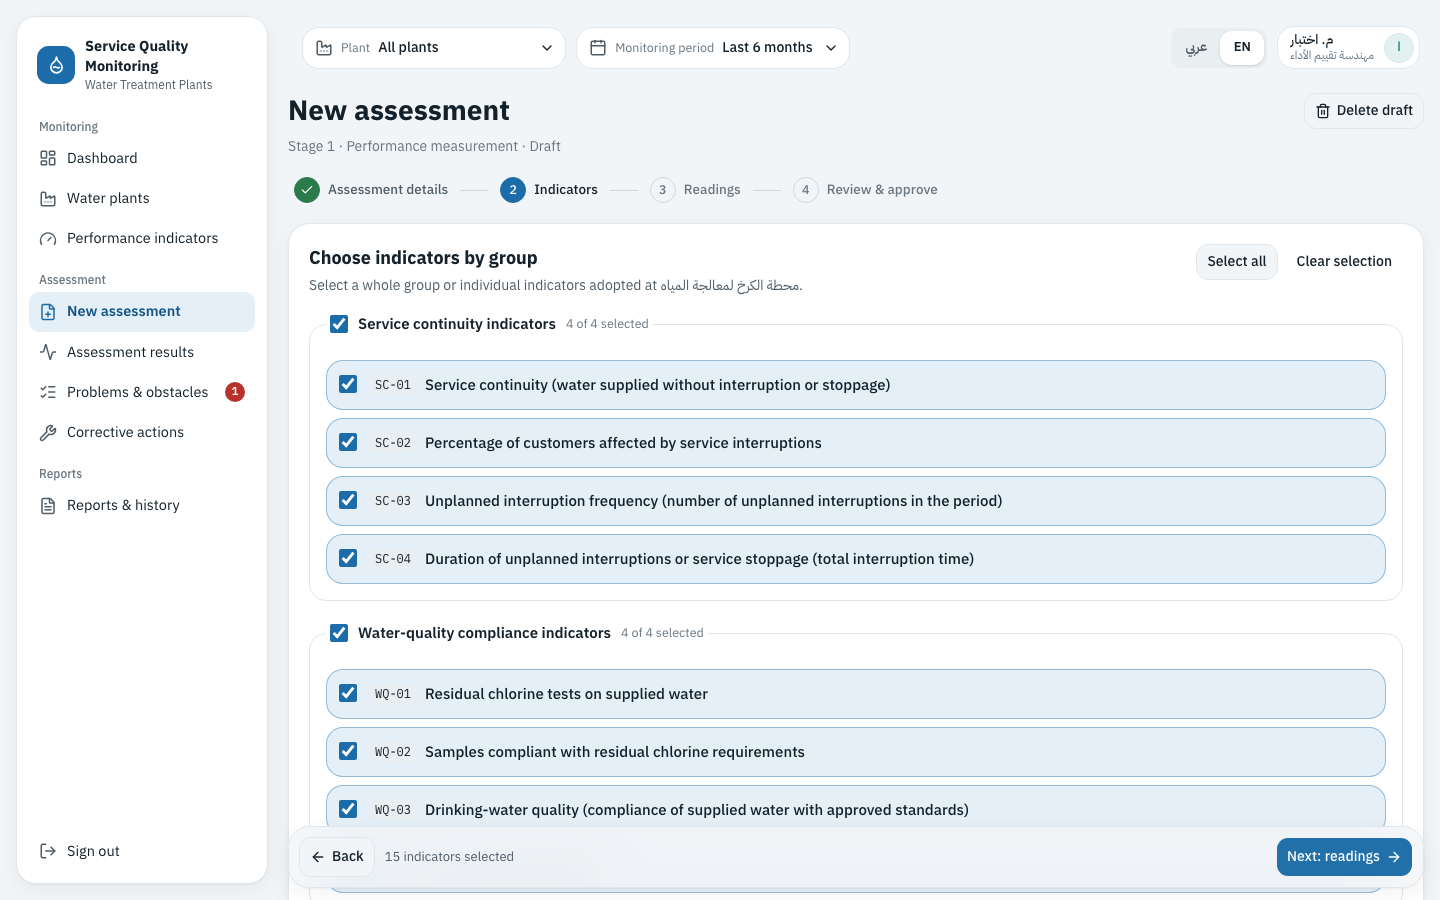 Service Quality
Monitoring
Water Treatment Plants
Monitoring
Dashboard
Water plants
Performance indicators
Assessment
New assessment
Assessment results
Problems & obstacles 1
Corrective actions
Reports
Reports & history
Sign out
Plant All plants
Monitoring period Last 6 months
عربي EN
م. اختبار
مهندسة تقييم الأداء
ا
New assessment
Delete draft
Stage 1 · Performance measurement · Draft
Assessment details
2 Indicators
3 Readings
4 Review & approve
Choose indicators by group
Select all
Clear selection
Select a whole group or individual indicators adopted at محطة الكرخ لمعالجة المياه.
Service continuity indicators 4 of 4 selected
SC-01 Service continuity (water supplied without interruption or stoppage)
SC-02 Percentage of customers affected by service interruptions
SC-03 Unplanned interruption frequency (number of unplanned interruptions in the period)
SC-04 Duration of unplanned interruptions or service stoppage (total interruption time)
Water-quality compliance indicators 4 of 4 selected
WQ-01 Residual chlorine tests on supplied water
WQ-02 Samples compliant with residual chlorine requirements
WQ-03 Drinking-water quality (compliance of supplied water with approved standards)
Back
15 indicators selected
Next: readings